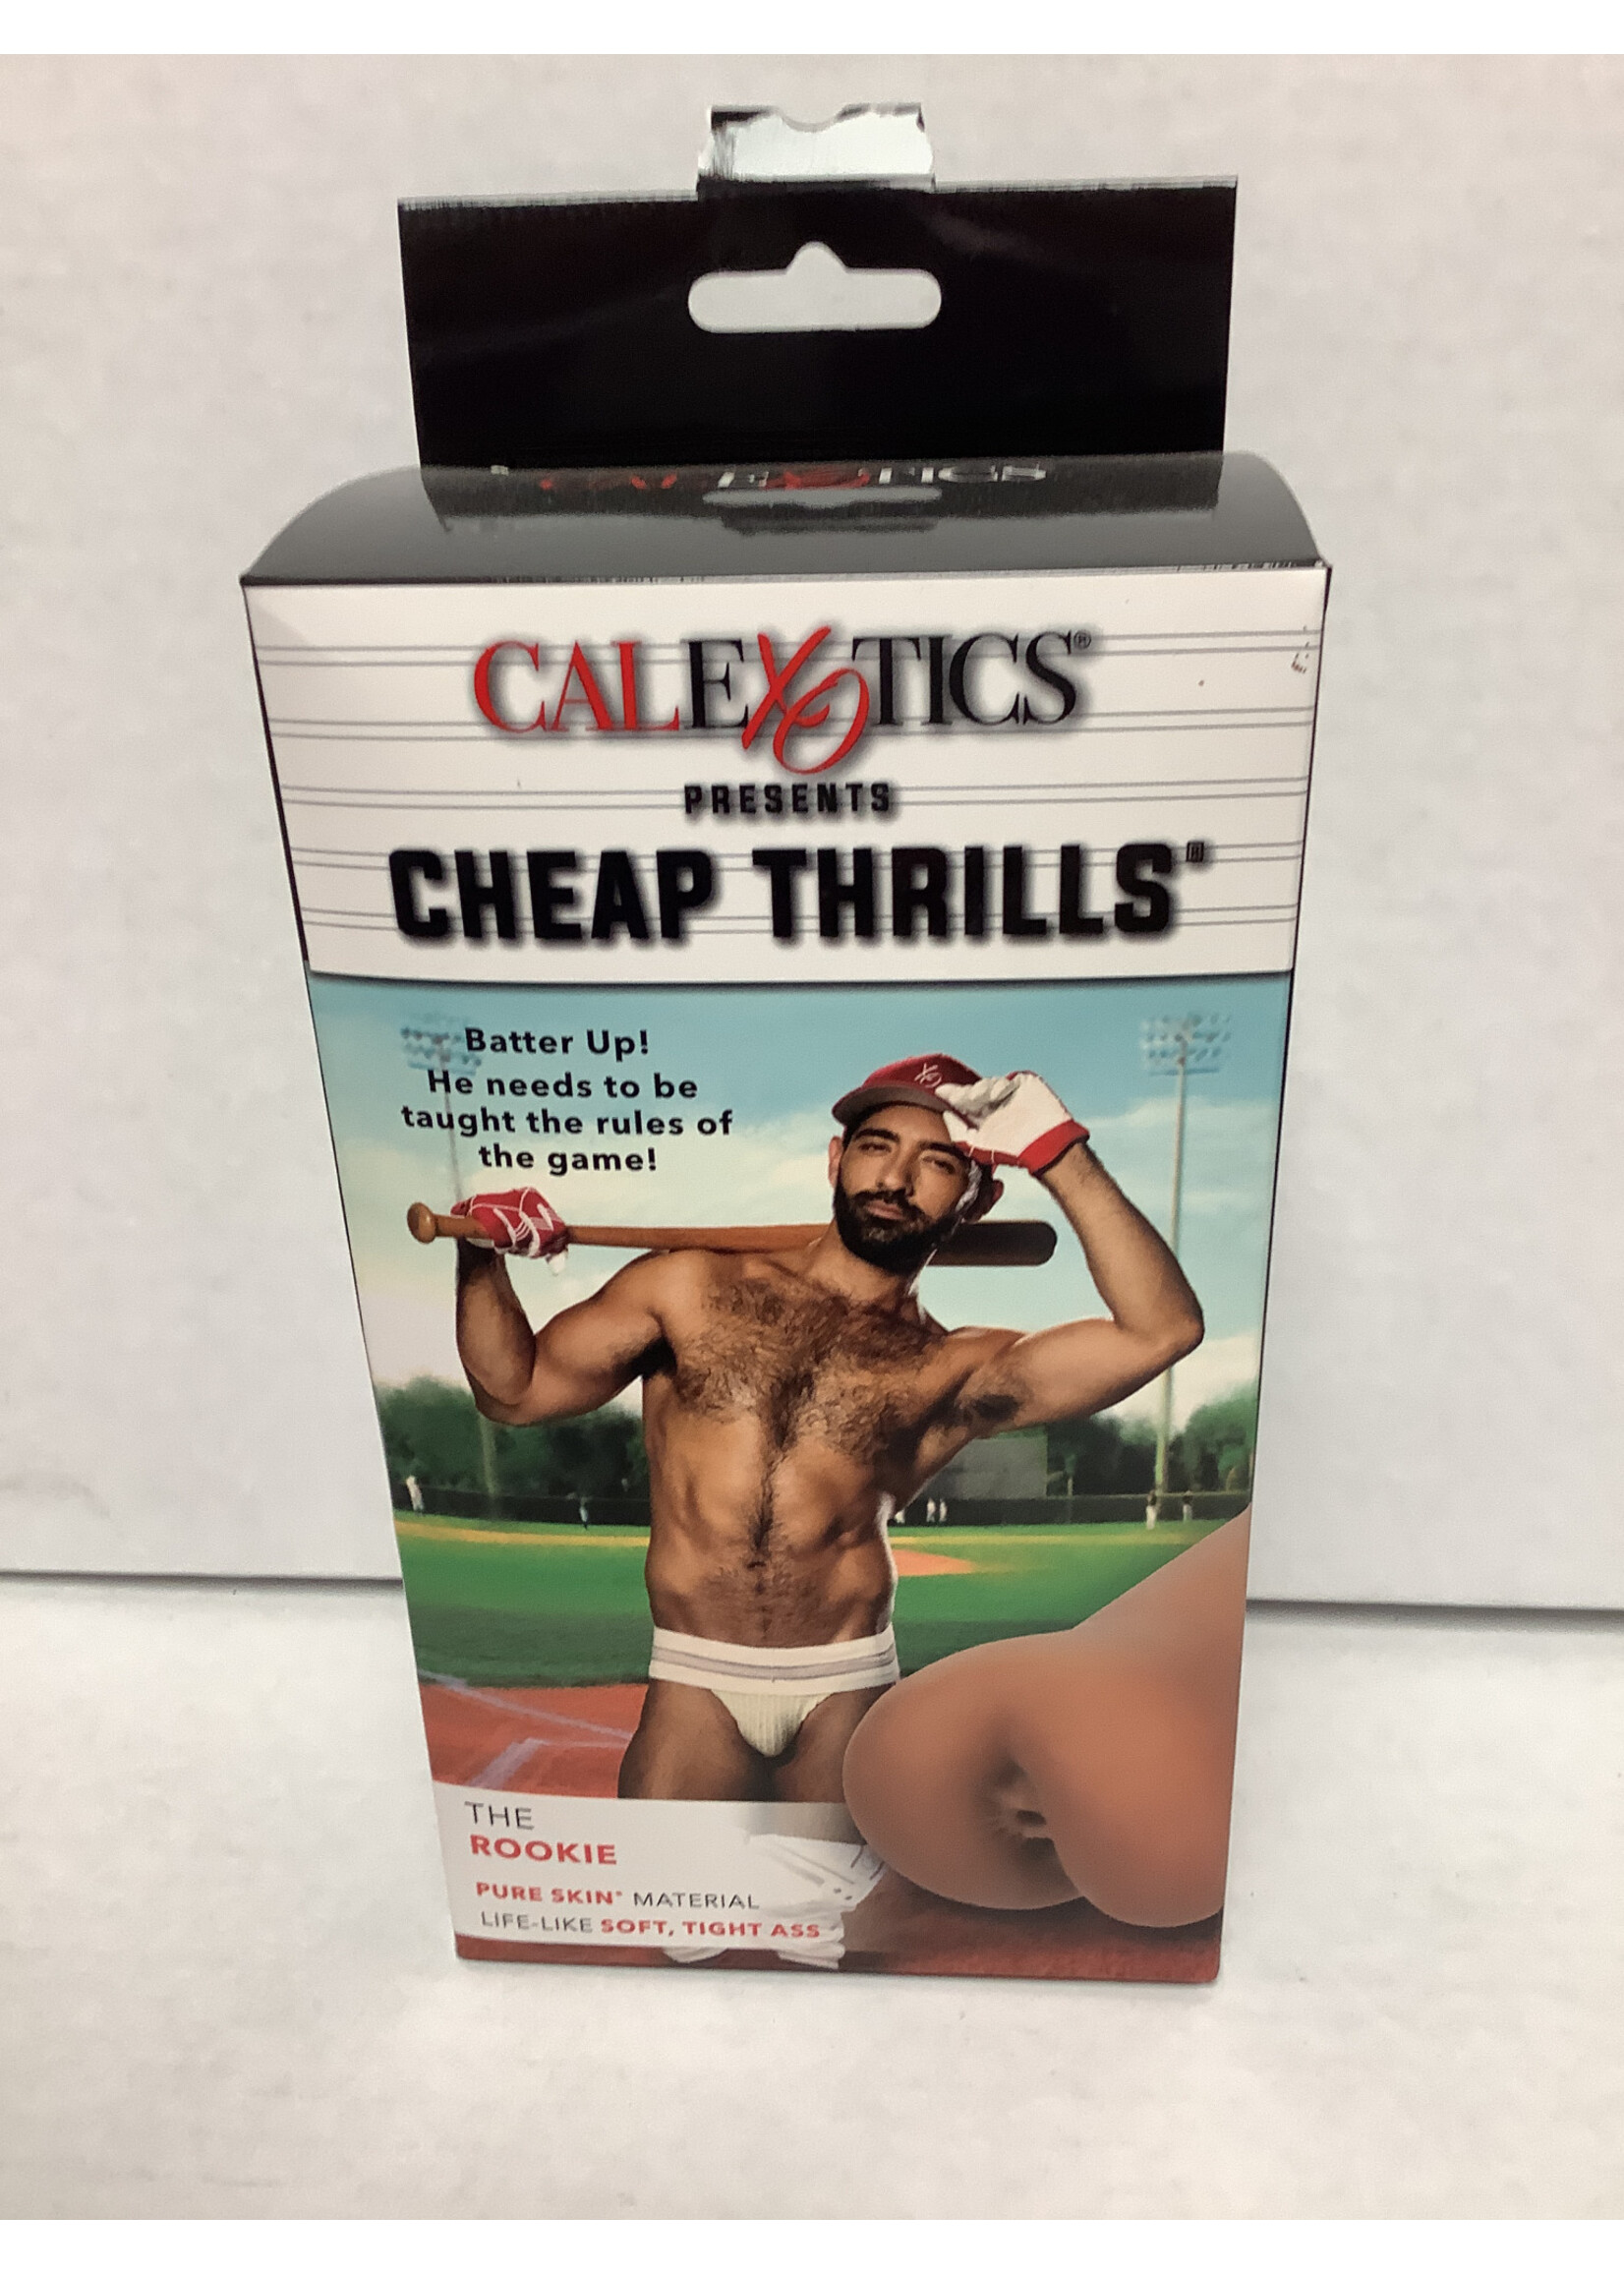 CALEXOTICS®
PRESENTS
CHEAP THRILLS®
Batter Up!
He needs to be
taught the rules of
the game!
THE
ROOKIE
PURE SKIN® MATERIAL
LIFE-LIKE SOFT, TIGHT ASS